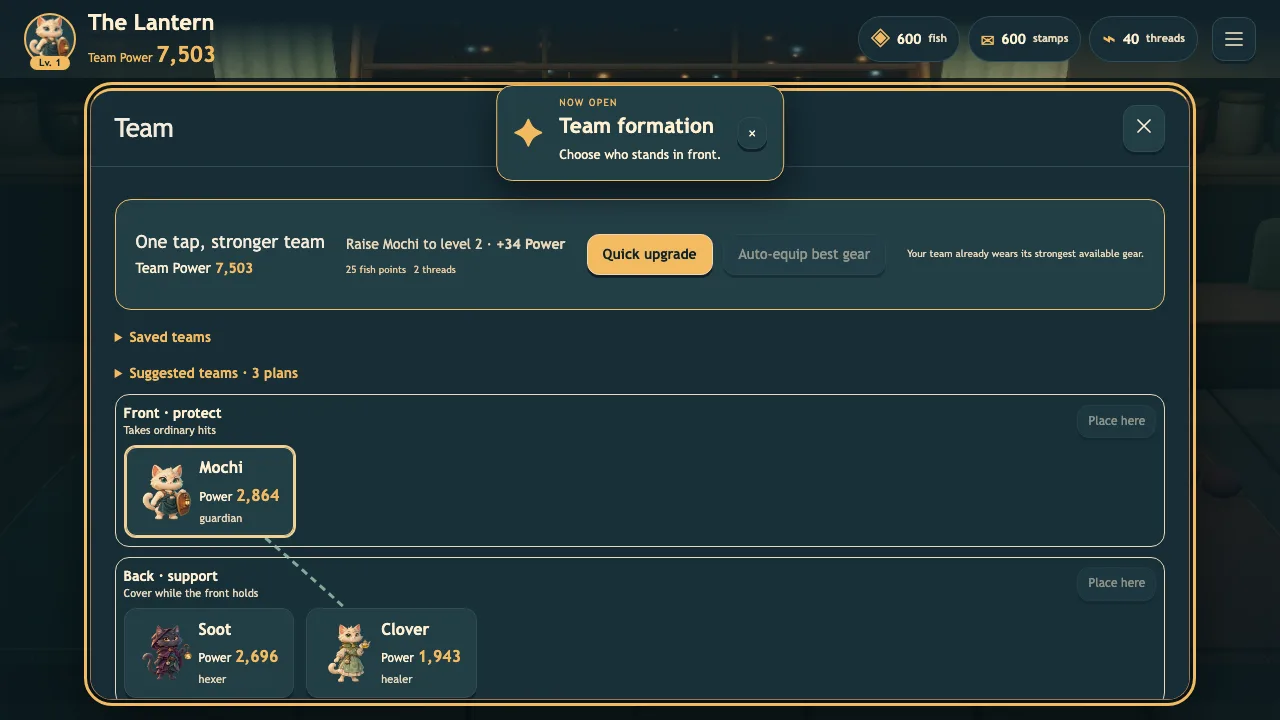 The Lantern
Team Power 7,503
Lv. 1
600 fish
600 stamps
40 threads
Team
NOW OPEN
Team formation
Choose who stands in front.
×
One tap, stronger team
Team Power 7,503
Raise Mochi to level 2 · +34 Power
25 fish points 2 threads
Quick upgrade
Auto-equip best gear
Your team already wears its strongest available gear.
Saved teams
Suggested teams · 3 plans
Front · protect
Takes ordinary hits
Place here
Mochi
Power 2,864
guardian
Back · support
Cover while the front holds
Place here
Soot
Power 2,696
hexer
Clover
Power 1,943
healer